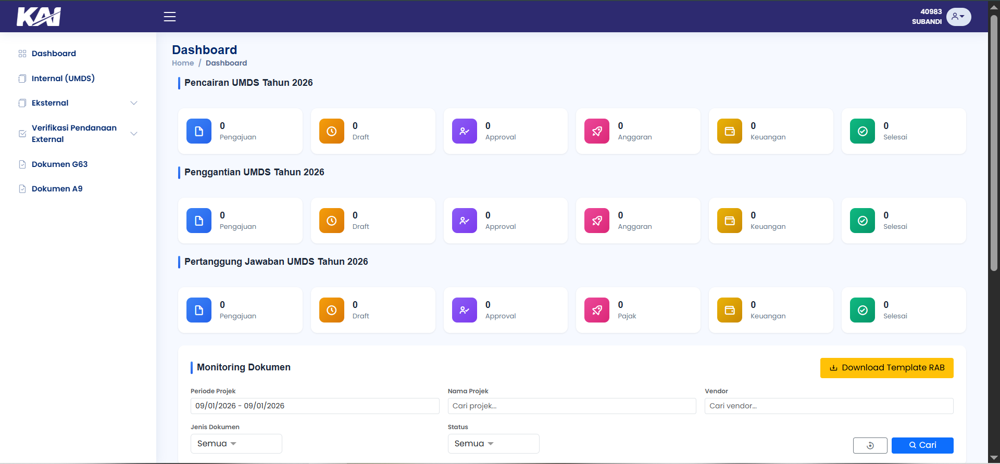 KAI
40983
SUBANDI
Dashboard
Internal (UMDS)
Eksternal
Verifikasi Pendanaan
External
Dokumen G63
Dokumen A9
Dashboard
Home / Dashboard
Pencairan UMDS Tahun 2026
0
Pengajuan
0
Draft
0
Approval
0
Anggaran
0
Keuangan
0
Selesai
Penggantian UMDS Tahun 2026
0
Pengajuan
0
Draft
0
Approval
0
Anggaran
0
Keuangan
0
Selesai
Pertanggung Jawaban UMDS Tahun 2026
0
Pengajuan
0
Draft
0
Approval
0
Pajak
0
Keuangan
0
Selesai
Monitoring Dokumen
Download Template RAB
Periode Projek
09/01/2026 - 09/01/2026
Nama Projek
Cari projek...
Vendor
Cari vendor...
Jenis Dokumen
Semua
Status
Semua
Cari